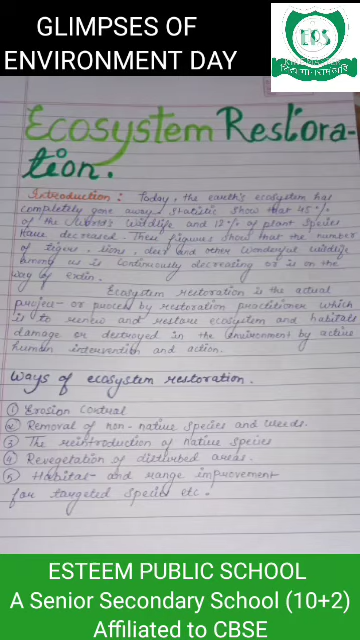 GLIMPSES OF
ENVIRONMENT DAY
EPS
Ecosystem Restora-
tion.
Introduction : Today, the earth's ecosystem has
completely gone away. Statistic show that 45 %
of the World's wildlife and 12 % of plant species
have decreased. These figures show that the number
of tigers, lions, deer and other wonderful wildlife
among us is continuously decreasing or is on the
way of extin.
Ecosystem restoration is the actual
project- or process by restoration practitioner which
is to renew and restore ecosystem and habitats
damage or destroyed in the environment by active
human intervention and action.
Ways of ecosystem restoration.
① Erosion control
② Removal of non-native species and weeds.
③ The reintroduction of native species
④ Revegetation of disturbed areas.
⑤ Habitat- and range improvement
for targeted species etc.
ESTEEM PUBLIC SCHOOL
A Senior Secondary School (10+2)
Affiliated to CBSE